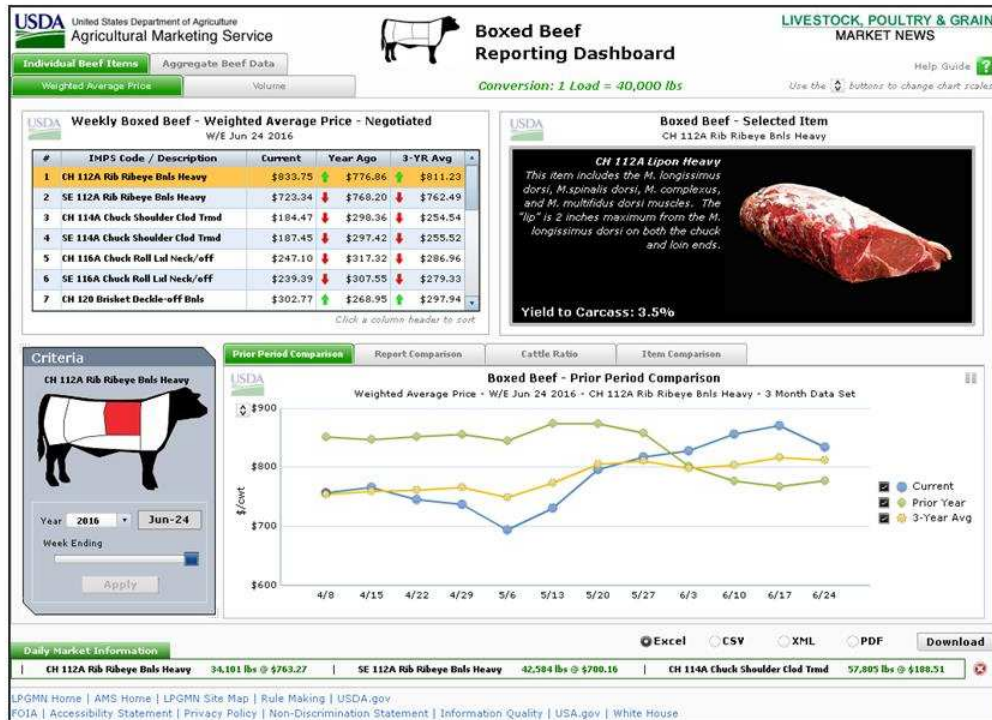 USDA United States Department of Agriculture
Agricultural Marketing Service
Boxed Beef
Reporting Dashboard
LIVESTOCK, POULTRY & GRAIN
MARKET NEWS
Individual Beef Items Aggregate Beef Data
Help Guide ?
Weighted Average Price Volume
Conversion: 1 Load = 40,000 lbs
Use the buttons to change chart scales
USDA Weekly Boxed Beef - Weighted Average Price - Negotiated
W/E Jun 24 2016
# IMPS Code / Description Current Year Ago 3-YR Avg
1 CH 112A Rib Ribeye Bnls Heavy $833.75 $776.86 $811.23
2 SE 112A Rib Ribeye Bnls Heavy $723.34 $768.20 $762.49
3 CH 114A Chuck Shoulder Clod Trmd $184.47 $298.36 $254.54
4 SE 114A Chuck Shoulder Clod Trmd $187.45 $297.42 $255.52
5 CH 116A Chuck Roll Lxl Neck/off $247.10 $317.32 $286.96
6 SE 116A Chuck Roll Lxl Neck/off $239.39 $307.55 $279.33
7 CH 120 Brisket Deckle-off Bnls $302.77 $268.95 $297.94
Click a column header to sort
USDA Boxed Beef - Selected Item
CH 112A Rib Ribeye Bnls Heavy
CH 112A Lipon Heavy
This item includes the M. longissimus
dorsi, M.spinalis dorsi, M. complexus,
and M. multifidus dorsi muscles. The
"lip" is 2 inches maximum from the M.
longissimus dorsi on both the chuck
and loin ends.
Yield to Carcass: 3.5%
Criteria
CH 112A Rib Ribeye Bnls Heavy
Year 2016 Jun-24
Week Ending
Apply
Prior Period Comparison Report Comparison Cattle Ratio Item Comparison
USDA Boxed Beef - Prior Period Comparison
Weighted Average Price - W/E Jun 24 2016 - CH 112A Rib Ribeye Bnls Heavy - 3 Month Data Set
$900
$800
$700
$600
$/cwt
4/8 4/15 4/22 4/29 5/6 5/13 5/20 5/27 6/3 6/10 6/17 6/24
Current
Prior Year
3-Year Avg
Excel CSV XML PDF Download
Daily Market Information
| CH 112A Rib Ribeye Bnls Heavy 34,101 lbs @ $763.27 | SE 112A Rib Ribeye Bnls Heavy 42,584 lbs @ $700.16 | CH 114A Chuck Shoulder Clod Trmd 57,805 lbs @ $188.51
LPGMN Home | AMS Home | LPGMN Site Map | Rule Making | USDA.gov
FOIA | Accessibility Statement | Privacy Policy | Non-Discrimination Statement | Information Quality | USA.gov | White House